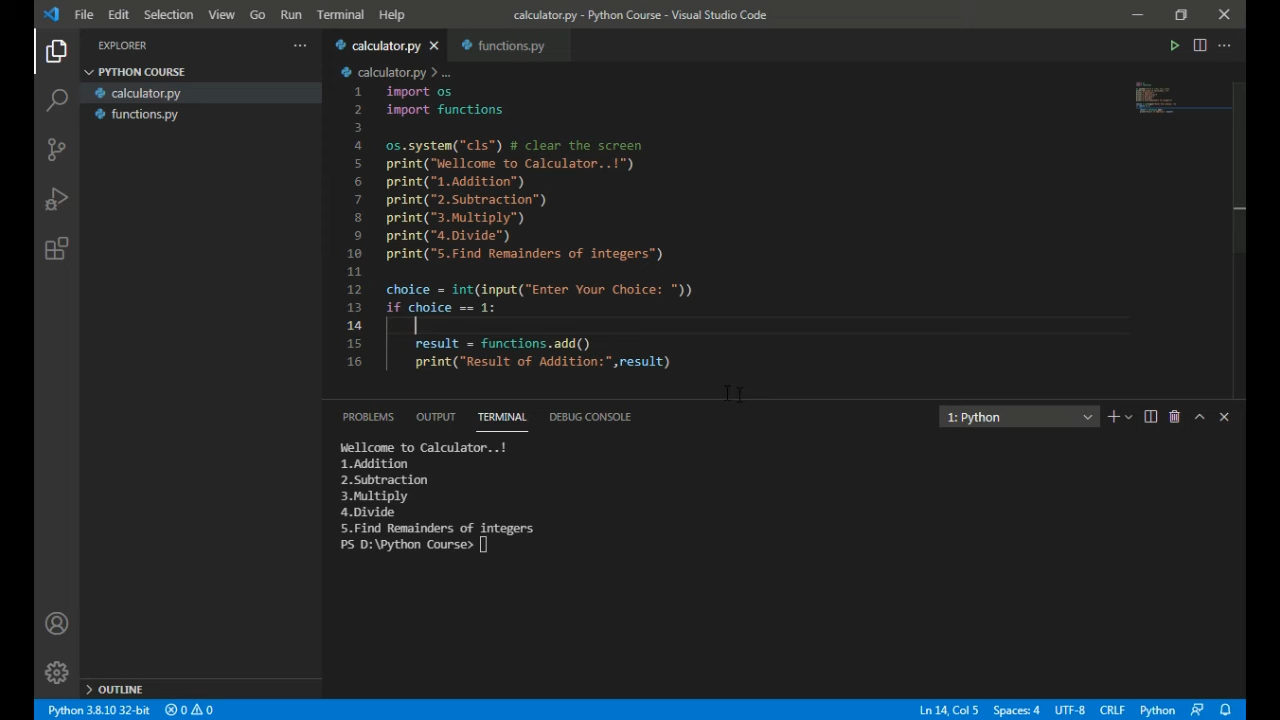 File Edit Selection View Go Run Terminal Help calculator.py - Python Course - Visual Studio Code
EXPLORER
PYTHON COURSE
calculator.py
functions.py
OUTLINE
calculator.py functions.py
calculator.py > ...
1 import os
2 import functions
3
4 os.system("cls") # clear the screen
5 print("Wellcome to Calculator..!")
6 print("1.Addition")
7 print("2.Subtraction")
8 print("3.Multiply")
9 print("4.Divide")
10 print("5.Find Remainders of integers")
11
12 choice = int(input("Enter Your Choice: "))
13 if choice == 1:
14
15 result = functions.add()
16 print("Result of Addition:",result)
PROBLEMS OUTPUT TERMINAL DEBUG CONSOLE 1: Python
Wellcome to Calculator..!
1.Addition
2.Subtraction
3.Multiply
4.Divide
5.Find Remainders of integers
PS D:\Python Course>
Python 3.8.10 32-bit 0 0 Ln 14, Col 5 Spaces: 4 UTF-8 CRLF Python